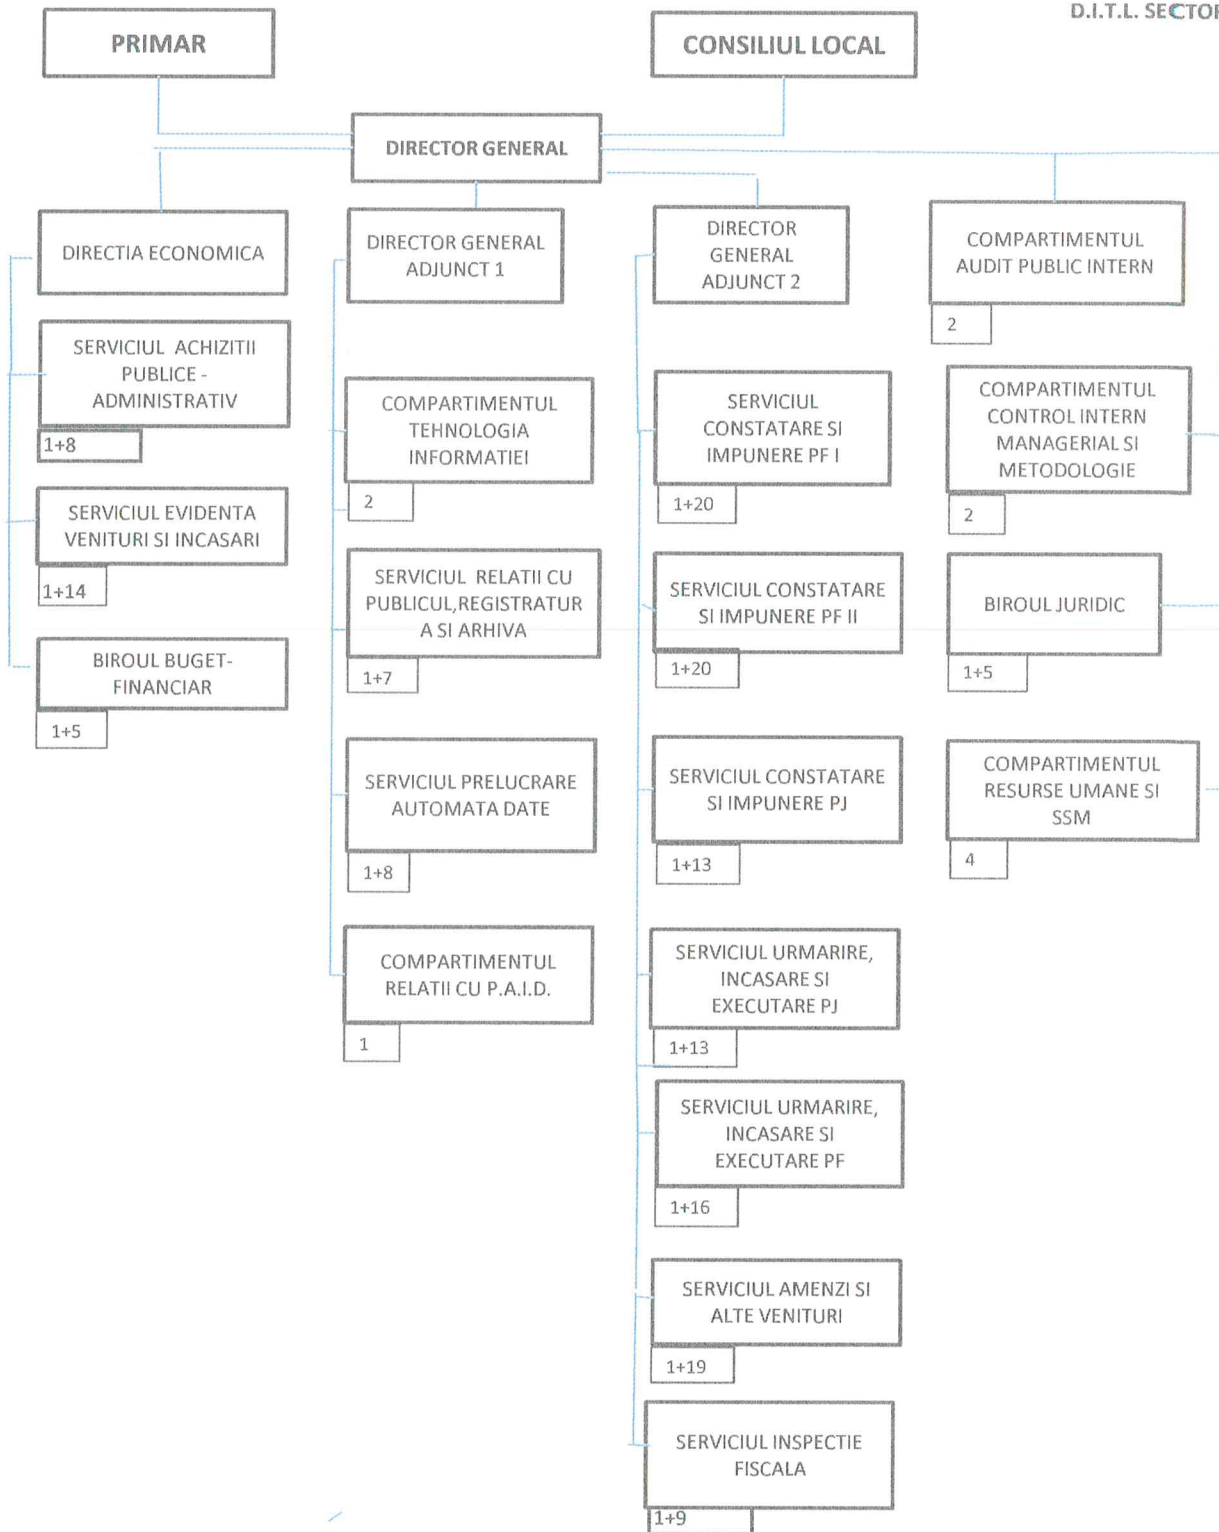 D.I.T.L. SECTOR
PRIMAR
CONSILIUL LOCAL
DIRECTOR GENERAL
DIRECTIA ECONOMICA
SERVICIUL ACHIZITII
PUBLICE -
ADMINISTRATIV
1+8
SERVICIUL EVIDENTA
VENITURI SI INCASARI
1+14
BIROUL BUGET-
FINANCIAR
1+5
DIRECTOR GENERAL
ADJUNCT 1
COMPARTIMENTUL
TEHNOLOGIA
INFORMATIEI
2
SERVICIUL RELATII CU
PUBLICUL,REGISTRATUR
A SI ARHIVA
1+7
SERVICIUL PRELUCRARE
AUTOMATA DATE
1+8
COMPARTIMENTUL
RELATII CU P.A.I.D.
1
DIRECTOR
GENERAL
ADJUNCT 2
SERVICIUL
CONSTATARE SI
IMPUNERE PF I
1+20
SERVICIUL CONSTATARE
SI IMPUNERE PF II
1+20
SERVICIUL CONSTATARE
SI IMPUNERE PJ
1+13
SERVICIUL URMARIRE,
INCASARE SI
EXECUTARE PJ
1+13
SERVICIUL URMARIRE,
INCASARE SI
EXECUTARE PF
1+16
SERVICIUL AMENZI SI
ALTE VENITURI
1+19
SERVICIUL INSPECTIE
FISCALA
1+9
COMPARTIMENTUL
AUDIT PUBLIC INTERN
2
COMPARTIMENTUL
CONTROL INTERN
MANAGERIAL SI
METODOLOGIE
2
BIROUL JURIDIC
1+5
COMPARTIMENTUL
RESURSE UMANE SI
SSM
4